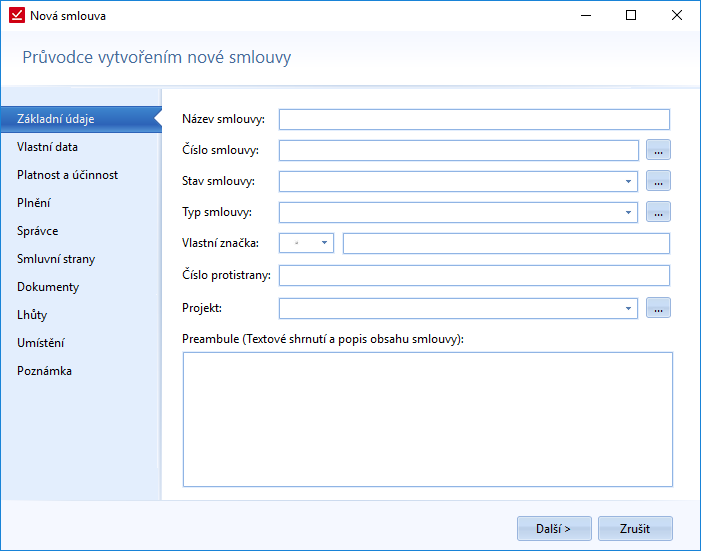 Nová smlouva
Průvodce vytvořením nové smlouvy
Základní údaje
Vlastní data
Platnost a účinnost
Plnění
Správce
Smluvní strany
Dokumenty
Lhůty
Umístění
Poznámka
Název smlouvy:
Číslo smlouvy:
...
Stav smlouvy:
...
Typ smlouvy:
...
Vlastní značka:
Číslo protistrany:
Projekt:
...
Preambule (Textové shrnutí a popis obsahu smlouvy):
Další >
Zrušit